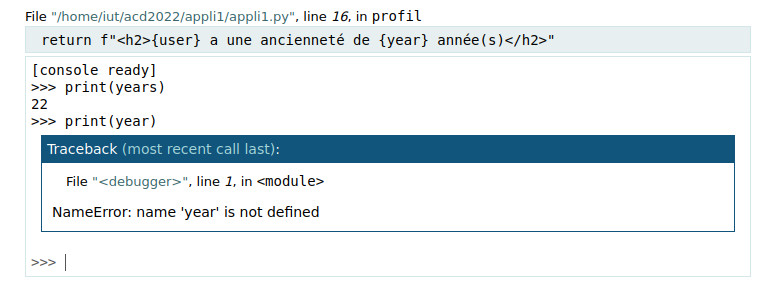 File "/home/iut/acd2022/appli1/appli1.py", line 16, in profil
return f"<h2>{user} a une ancienneté de {year} année(s)</h2>"
[console ready]
>>> print(years)
22
>>> print(year)
Traceback (most recent call last):
File "<debugger>", line 1, in <module>
NameError: name 'year' is not defined
>>>